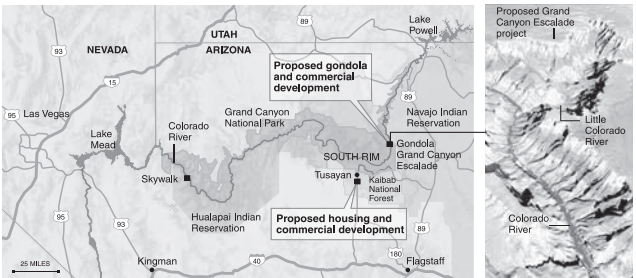 UTAH
ARIZONA
NEVADA
89
Lake
Powell
93
15
Proposed gondola
and commercial
development
89
Las Vegas
95
Lake
Mead
Colorado
River
Grand Canyon
National Park
Navajo Indian
Reservation
SOUTH RIM
Gondola
Grand Canyon
Escalade
Skywalk
Tusayan
Kaibab
National
Forest
Hualapai Indian
Reservation
Proposed housing and
commercial development
95
93
89
25 MILES
Kingman
40
180
Flagstaff
Proposed Grand
Canyon Escalade
project
Little
Colorado
River
Colorado
River